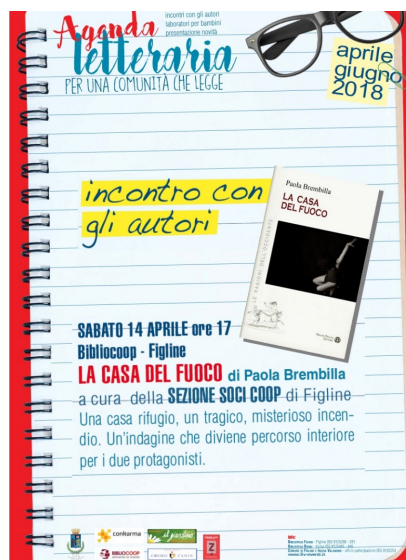 Agenda
letteraria
PER UNA COMUNITÀ CHE LEGGE
incontri con gli autori
laboratori per bambini
presentazione novità
aprile
giugno
2018
incontro con
gli autori
Paola Brembilla
LA CASA
DEL FUOCO
SABATO 14 APRILE ore 17
Bibliocoop - Figline
LA CASA DEL FUOCO di Paola Brembilla
a cura della SEZIONE SOCI COOP di Figline
Una casa rifugio, un tragico, misterioso incen-
dio. Un'indagine che diviene percorso interiore
per i due protagonisti.
conkarma
il giardino
BIBLIOCOOP